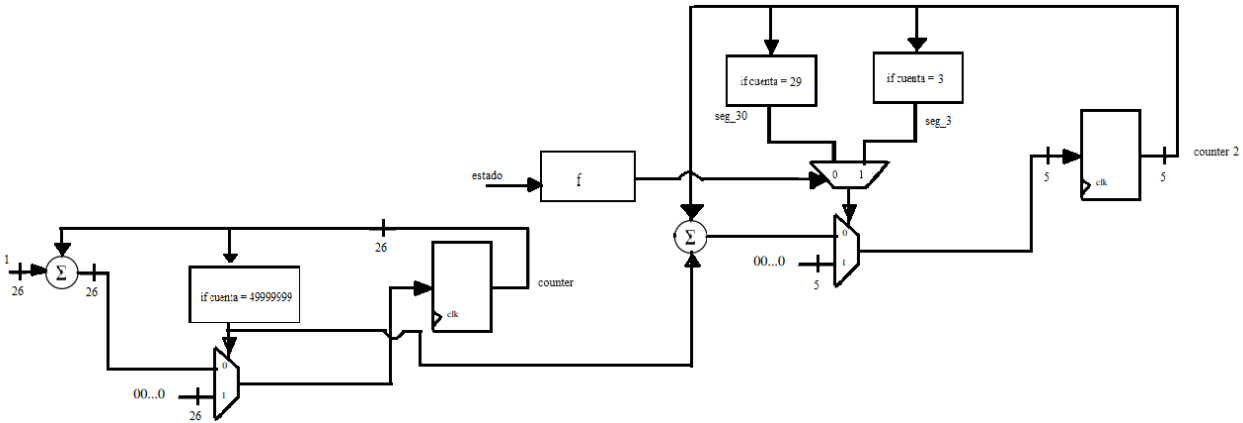 if cuenta = 29
if cuenta = 3
seg_30
seg_3
counter 2
5
clk
5
estado
f
0 1
Σ
0
00...0
1
5
26
1
Σ
26
26
if cuenta = 49999999
counter
clk
0
00...0
1
26